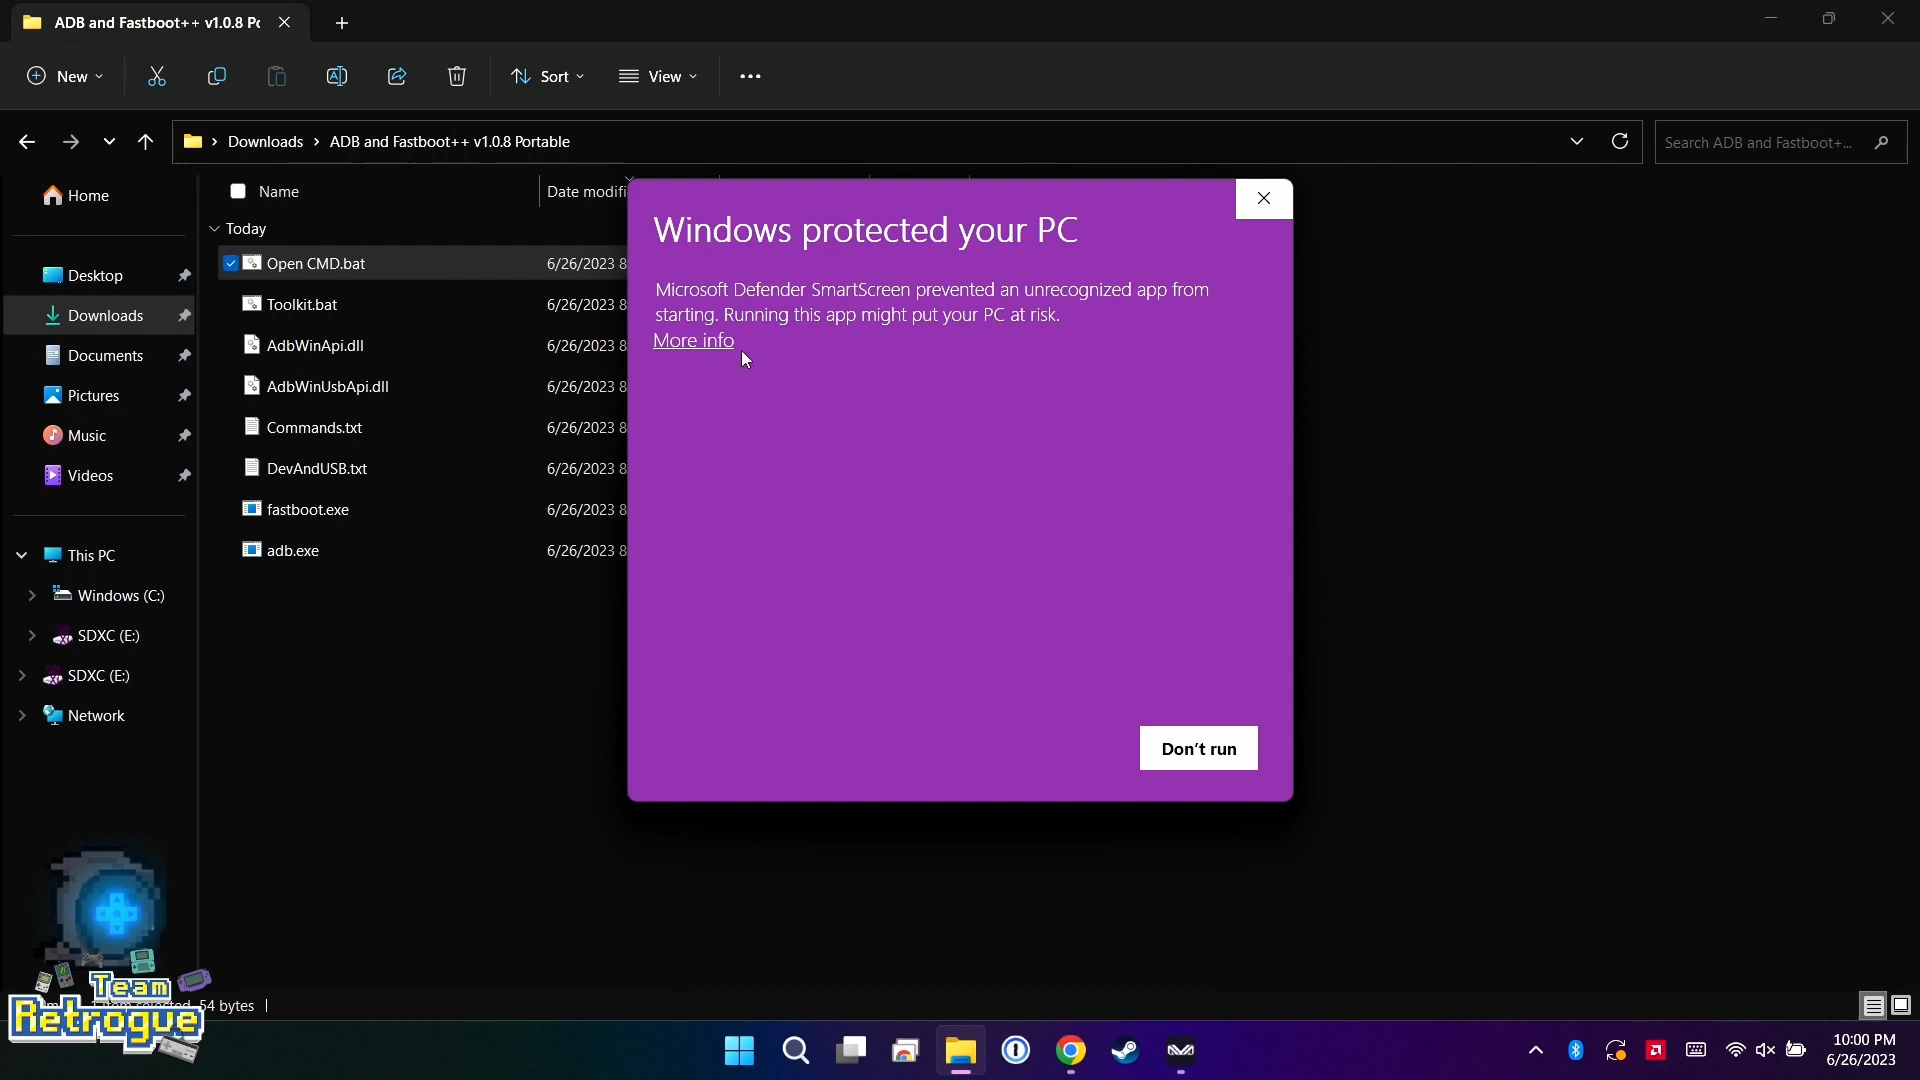 ADB and Fastboot++ v1.0.8 Pc
New
Sort
View
Downloads
ADB and Fastboot++ v1.0.8 Portable
Search ADB and Fastboot+...
Home
Desktop
Downloads
Documents
Pictures
Music
Videos
This PC
Windows (C:)
SDXC (E:)
SDXC (E:)
Network
Name
Date modifi
Today
Open CMD.bat
6/26/2023 8
Toolkit.bat
6/26/2023 8
AdbWinApi.dll
6/26/2023 8
AdbWinUsbApi.dll
6/26/2023 8
Commands.txt
6/26/2023 8
DevAndUSB.txt
6/26/2023 8
fastboot.exe
6/26/2023 8
adb.exe
6/26/2023 8
Windows protected your PC
Microsoft Defender SmartScreen prevented an unrecognized app from
starting. Running this app might put your PC at risk.
More info
Don't run
Team
Retrogue
1 item selected 54 bytes
10:00 PM
6/26/2023